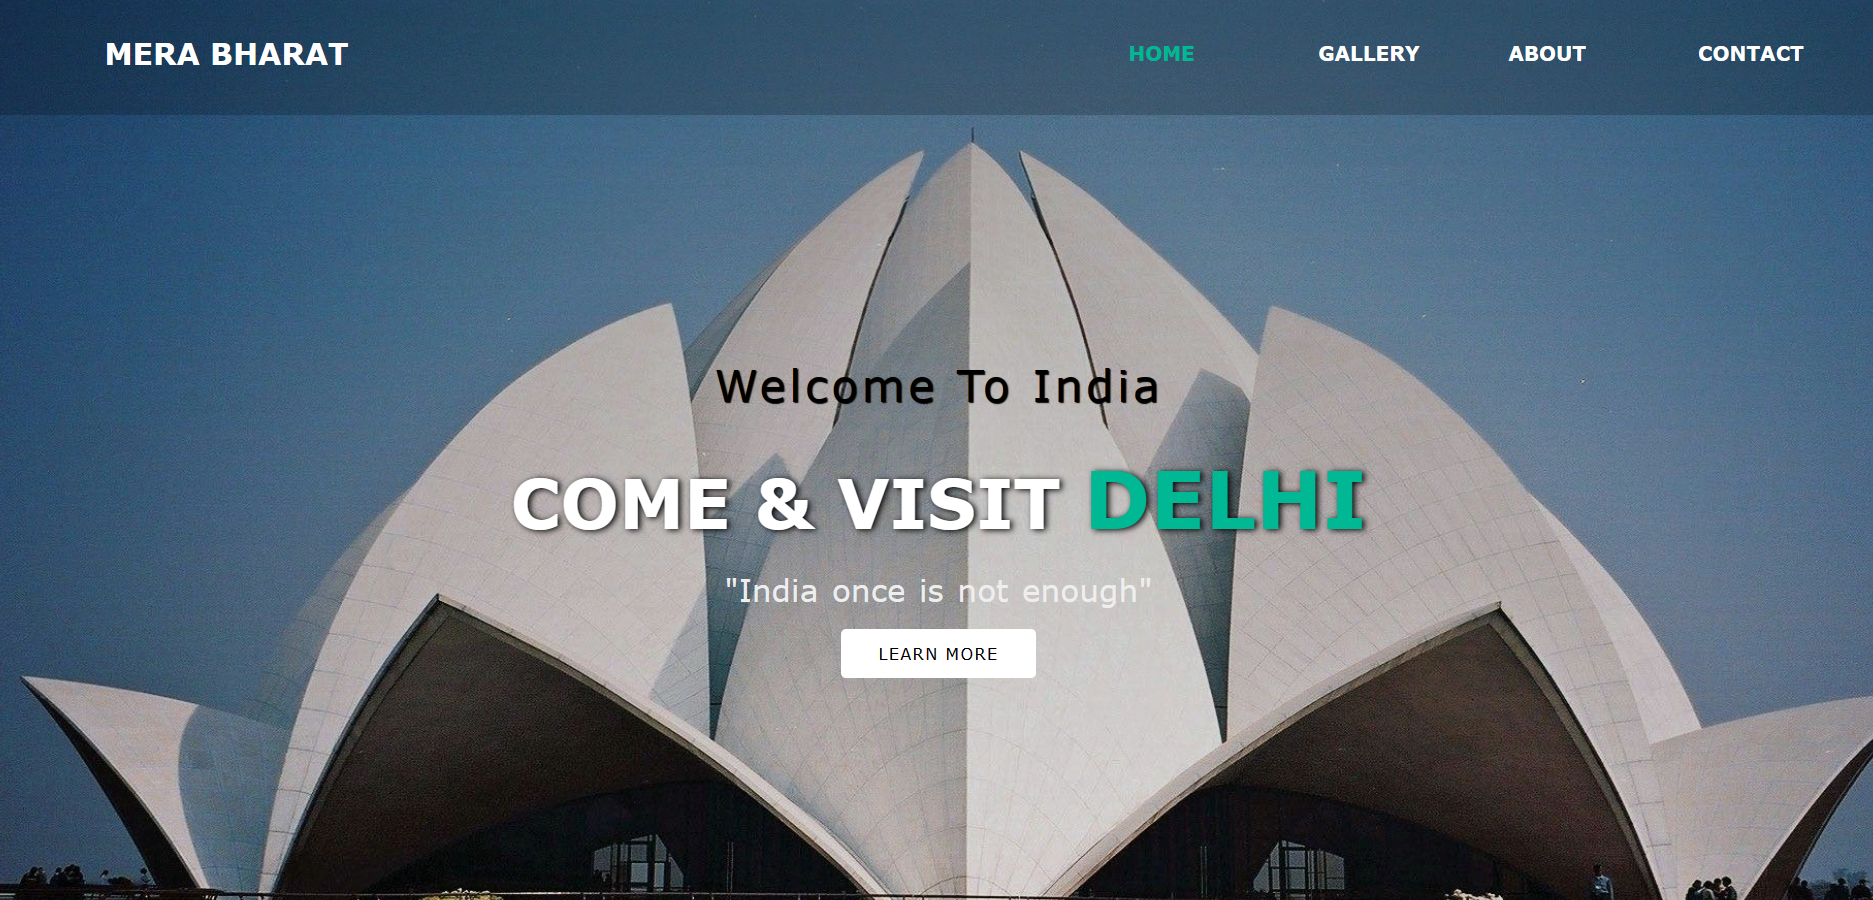 MERA BHARAT
HOME GALLERY ABOUT CONTACT
Welcome To India
COME & VISIT DELHI
"India once is not enough"
LEARN MORE